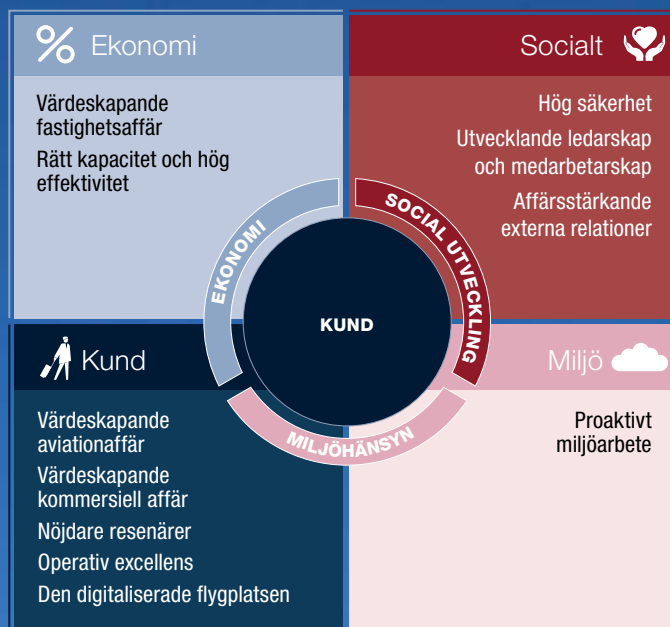 Ekonomi
Värdeskapande
fastighetsaffär
Rätt kapacitet och hög
effektivitet
Socialt
Hög säkerhet
Utvecklande ledarskap
och medarbetarskap
Affärsstärkande
externa relationer
EKONOMI
SOCIAL UTVECKLING
KUND
MILJÖHÄNSYN
Kund
Värdeskapande
aviationaffär
Värdeskapande
kommersiell affär
Nöjdare resenärer
Operativ excellens
Den digitaliserade flygplatsen
Miljö
Proaktivt
miljöarbete